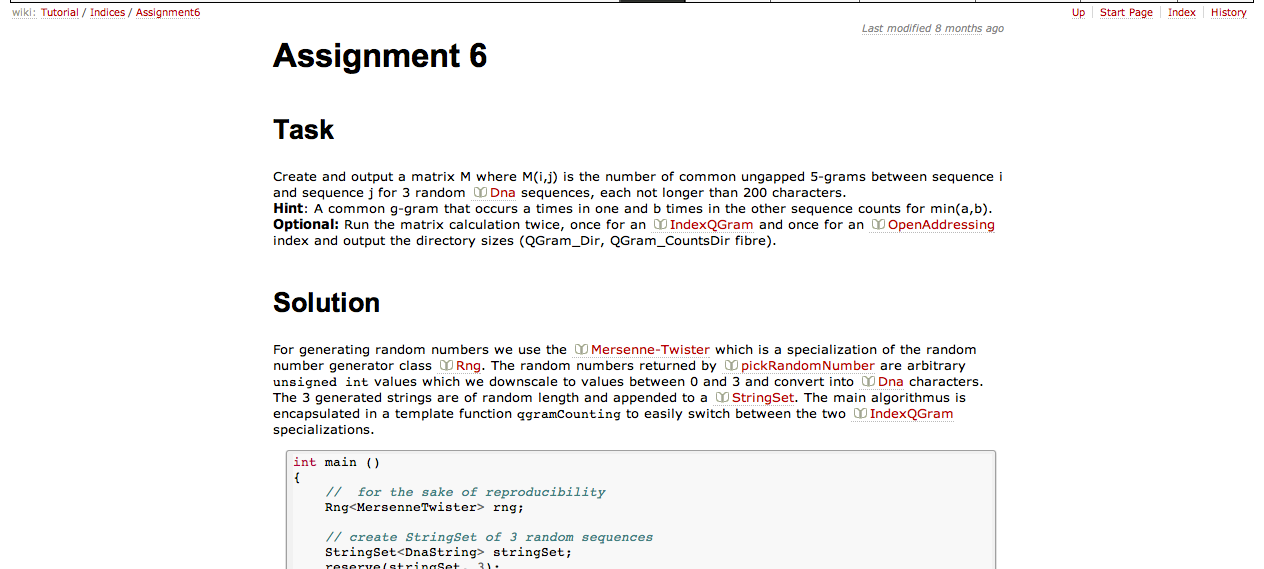 wiki: Tutorial / Indices / Assignment6
Up Start Page Index History
Last modified 8 months ago
Assignment 6
Task
Create and output a matrix M where M(i,j) is the number of common ungapped 5-grams between sequence i
and sequence j for 3 random Dna sequences, each not longer than 200 characters.
Hint: A common g-gram that occurs a times in one and b times in the other sequence counts for min(a,b).
Optional: Run the matrix calculation twice, once for an IndexQGram and once for an OpenAddressing
index and output the directory sizes (QGram_Dir, QGram_CountsDir fibre).
Solution
For generating random numbers we use the Mersenne-Twister which is a specialization of the random
number generator class Rng. The random numbers returned by pickRandomNumber are arbitrary
unsigned int values which we downscale to values between 0 and 3 and convert into Dna characters.
The 3 generated strings are of random length and appended to a StringSet. The main algorithmus is
encapsulated in a template function qgramCounting to easily switch between the two IndexQGram
specializations.
int main ()
{
//  for the sake of reproducibility
Rng<MersenneTwister> rng;
// create StringSet of 3 random sequences
StringSet<DnaString> stringSet;
reserve(stringSet, 3);